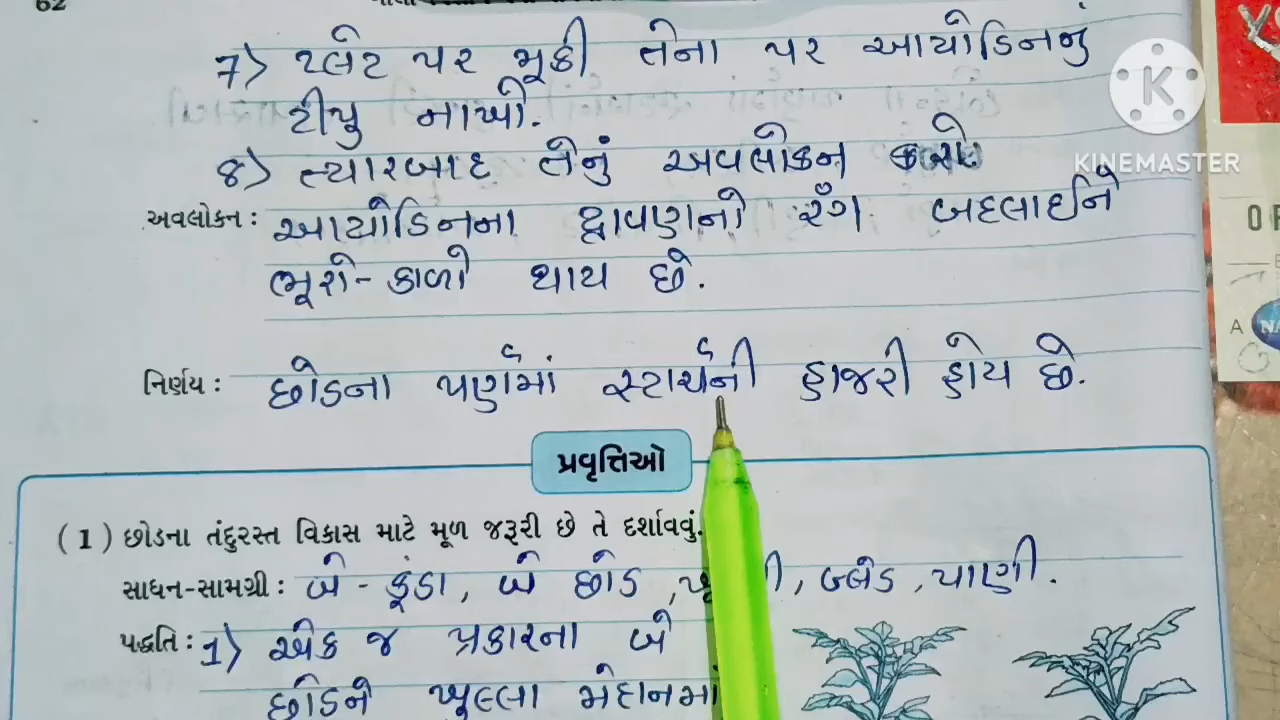 62
7) પ્લેટ પર મૂકી તેના પર આયોડિનનું
ટીપુ નાખો.
8) ત્યારબાદ તેનું અવલોકન કરો
KINEMASTER
અવલોકન : આયોડિનના દ્રાવણનો રંગ બદલાઈને
ભૂરો-કાળો થાય છે.
નિર્ણય : છોડના પર્ણમાં સ્ટાર્ચની હાજરી હોય છે.
પ્રવૃત્તિઓ
(1) છોડના તંદુરસ્ત વિકાસ માટે મૂળ જરૂરી છે તે દર્શાવવું.
સાધન-સામગ્રી : બે - કૂંડા, બે છોડ, બ્લેડ, પાણી.
પદ્ધતિ : 1) એક જ પ્રકારના બે
છોડને ખુલ્લા મેદાનમાં